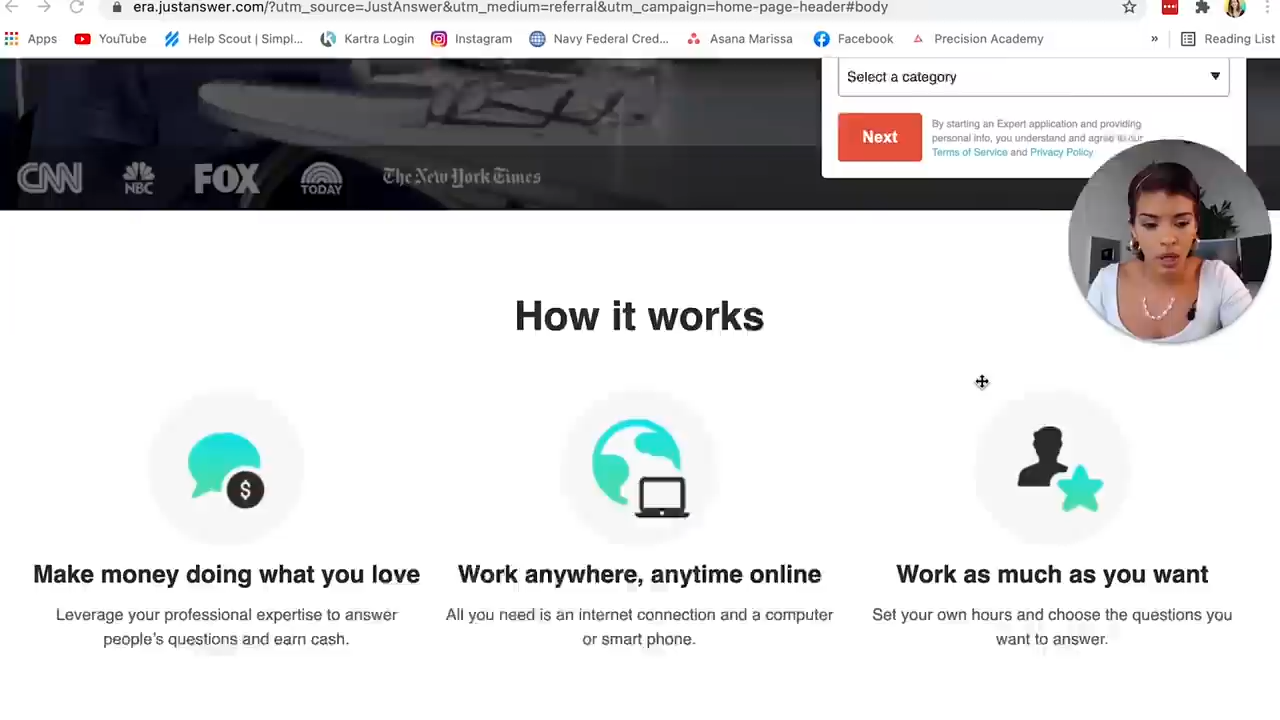 era.justanswer.com/?utm_source=JustAnswer&utm_medium=referral&utm_campaign=home-page-header#body
Apps YouTube Help Scout | Simpl... Kartra Login Instagram Navy Federal Cred... Asana Marissa Facebook Precision Academy » Reading List
Select a category
Next
By starting an Expert application and providing
personal info, you understand and agree to our
Terms of Service and Privacy Policy
CNN NBC FOX TODAY The New York Times
How it works
$
Make money doing what you love
Leverage your professional expertise to answer
people's questions and earn cash.
Work anywhere, anytime online
All you need is an internet connection and a computer
or smart phone.
Work as much as you want
Set your own hours and choose the questions you
want to answer.